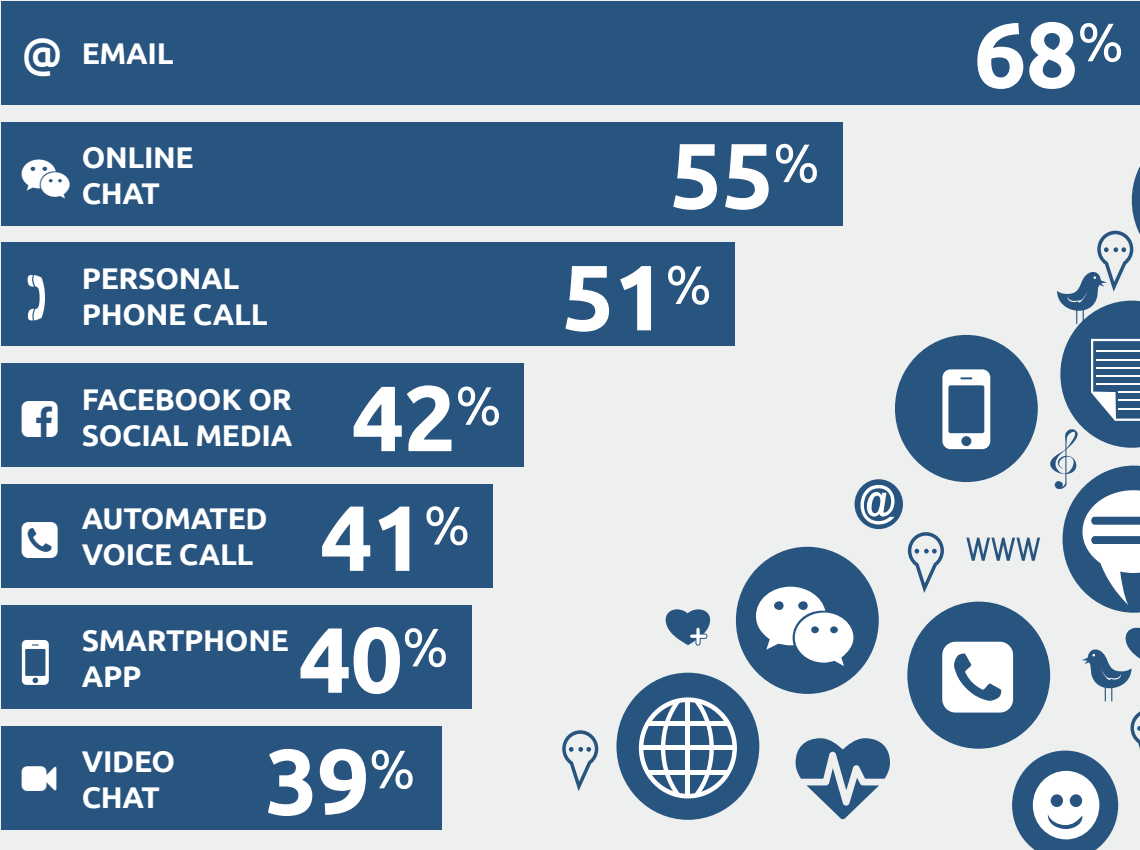 @ EMAIL 68%
ONLINE
CHAT
55%
PERSONAL
PHONE CALL
51%
FACEBOOK OR
SOCIAL MEDIA
42%
AUTOMATED
VOICE CALL
41%
SMARTPHONE
APP
40%
VIDEO
CHAT
39%
@
WWW